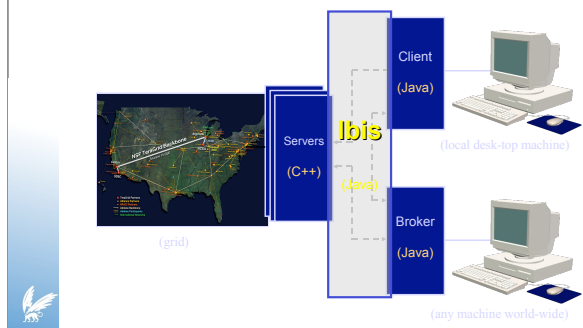 Client
(Java)
(local desk-top machine)
Ibis
(Java)
Servers
(C++)
NSF TeraGrid Backbone
(grid)
Broker
(Java)
(any machine world-wide)